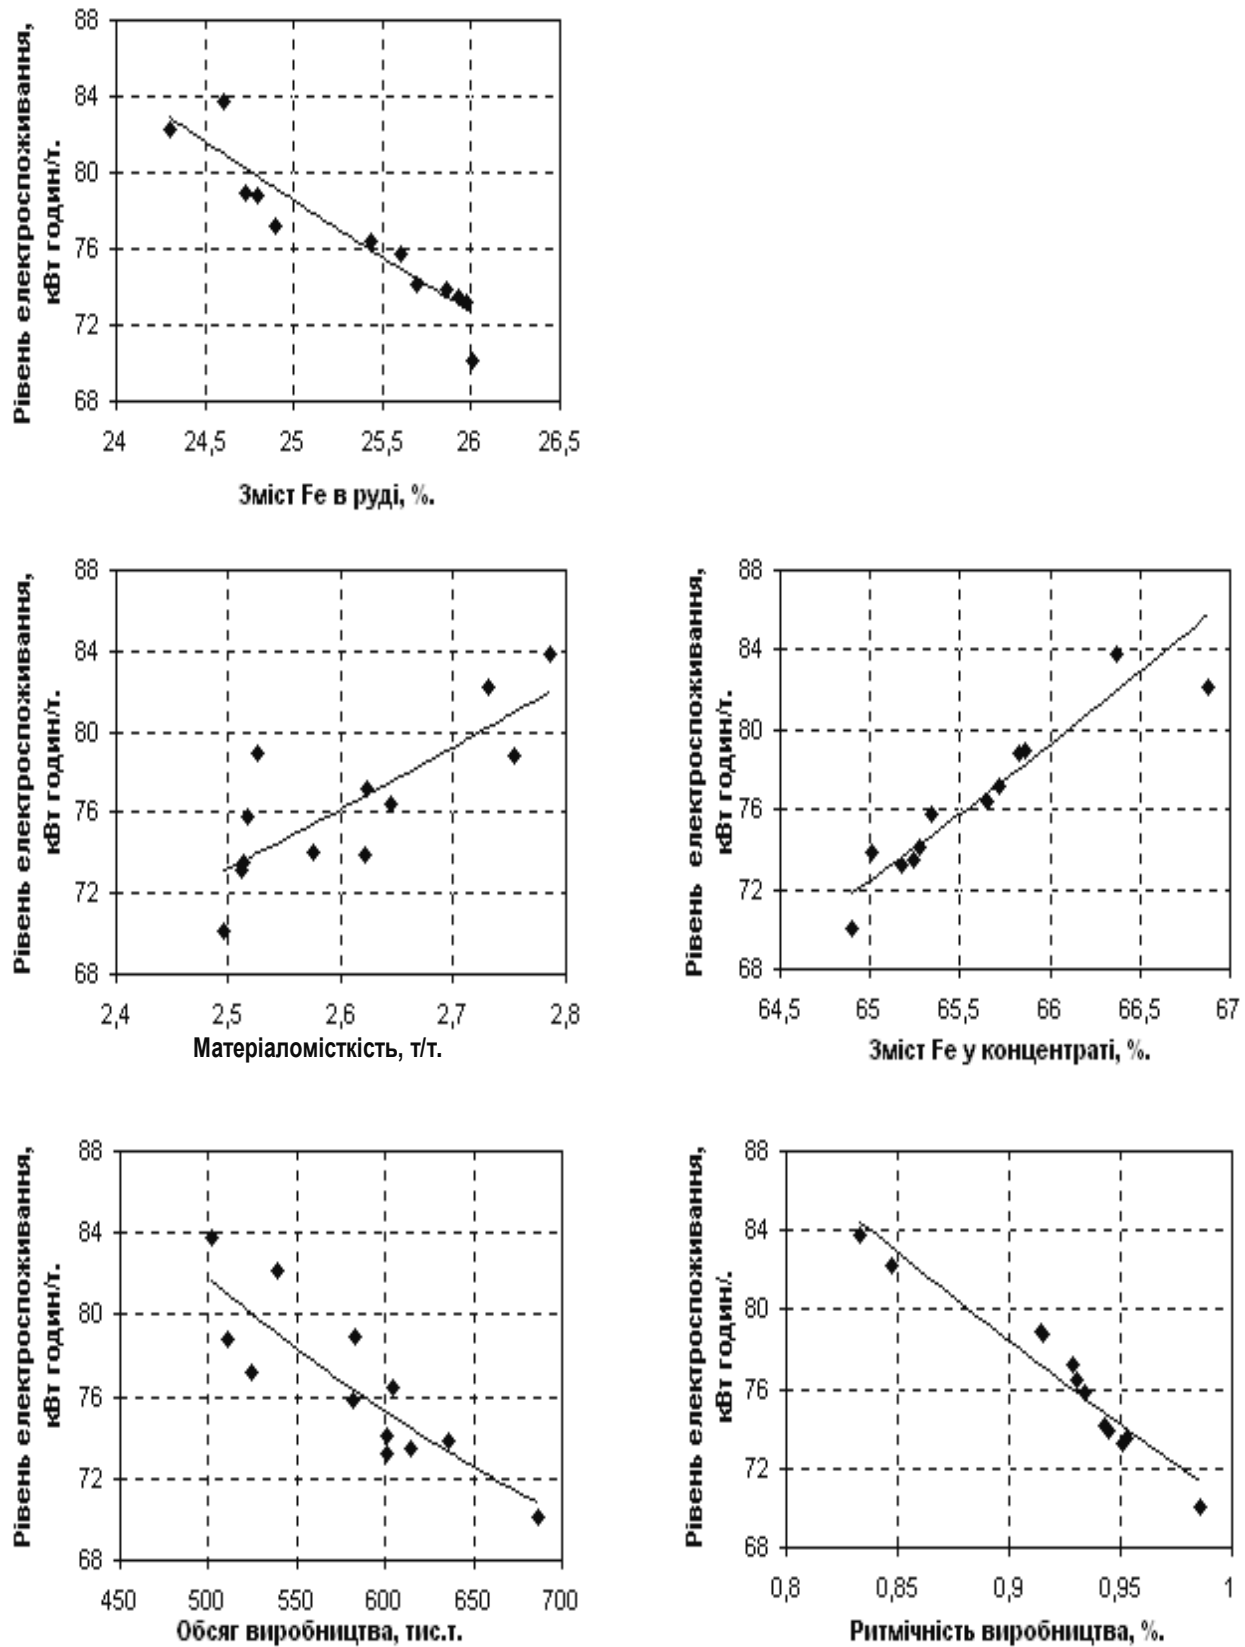 Рівень електроспоживання,
кВт годин/т.
88
84
80
76
72
68
24 24,5 25 25,5 26 26,5
Зміст Fe в руді, %.
Рівень електроспоживання,
кВт годин/т.
88
84
80
76
72
68
2,4 2,5 2,6 2,7 2,8
Матеріаломісткість, т/т.
Рівень електроспоживання,
кВт годин/т.
88
84
80
76
72
68
64,5 65 65,5 66 66,5 67
Зміст Fe у концентраті, %.
Рівень електроспоживання,
кВт годин/т.
88
84
80
76
72
68
450 500 550 600 650 700
Обсяг виробництва, тис.т.
Рівень електроспоживання,
кВт годин/.
88
84
80
76
72
68
0,8 0,85 0,9 0,95 1
Ритмічність виробництва, %.